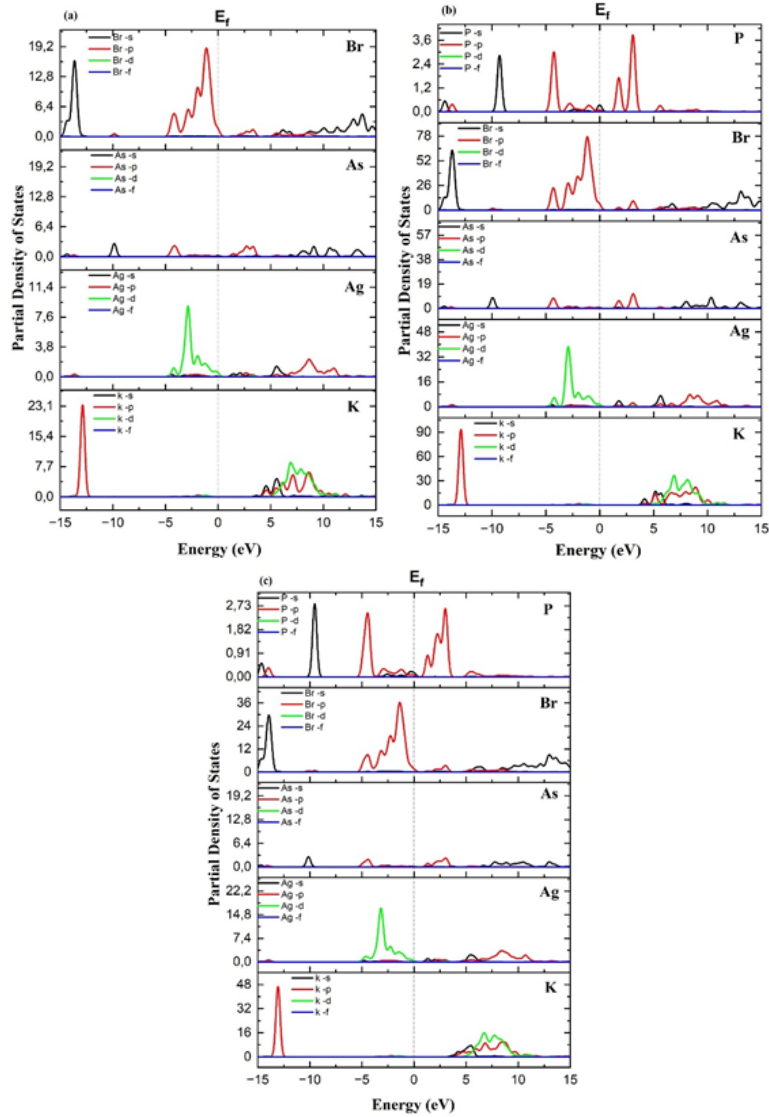 (a)
E_f
Br -s
Br -p
Br -d
Br -f
Br
19,2
12,8
6,4
0,0
As -s
As -p
As -d
As -f
As
19,2
12,8
6,4
0,0
Ag -s
Ag -p
Ag -d
Ag -f
Ag
11,4
7,6
3,8
0,0
k -s
k -p
k -d
k -f
K
23,1
15,4
7,7
0,0
Partial Density of States
−15 −10 −5 0 5 10 15
Energy (eV)
(b)
E_f
P -s
P -p
P -d
P -f
P
3,6
2,4
1,2
0,0
Br -s
Br -p
Br -d
Br -f
Br
78
52
26
0
As -s
As -p
As -d
As -f
As
57
38
19
0
Ag -s
Ag -p
Ag -d
Ag -f
Ag
48
32
16
0
k -s
k -p
k -d
k -f
K
90
60
30
0
Partial Density of States
−15 −10 −5 0 5 10 15
Energy (eV)
(c)
E_f
P -s
P -p
P -d
P -f
P
2,73
1,82
0,91
0,00
Br -s
Br -p
Br -d
Br -f
Br
36
24
12
0
As -s
As -p
As -d
As -f
As
19,2
12,8
6,4
0,0
Ag -s
Ag -p
Ag -d
Ag -f
Ag
22,2
14,8
7,4
0,0
k -s
k -p
k -d
k -f
K
48
32
16
0
Partial Density of States
−15 −10 −5 0 5 10 15
Energy (eV)